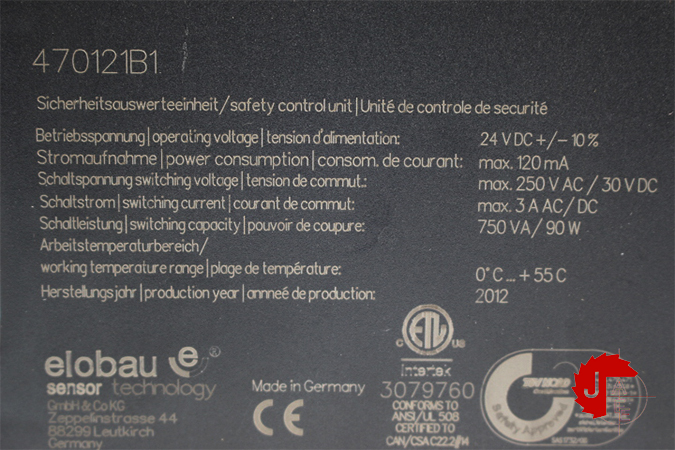 470121B1
Sicherheitsauswerteeinheit/safety control unit|Unité de controle de securité
Betriebsspannung|operating voltage|tension d'alimentation: 24 V DC +/- 10%
Stromaufnahme|power consumption|consom. de courant: max. 120 mA
Schaltspannung switching voltage|tension de commut.: max. 250 V AC / 30 V DC
Schaltstrom|switching current|courant de commut: max. 3 A AC/DC
Schaltleistung|switching capacity|pouvoir de coupure: 750 VA/90 W
Arbeitstemperaturbereich/
working temperature range|plage de température: 0°C ... + 55 C
Herstellungsjahr|production year|annneé de production: 2012
elobau e®
sensor technology
GmbH & Co KG
Zeppelinstrasse 44
88299 Leutkirch
Germany
Made in Germany
CE
ETL
C US
Intertek
3079760
CONFORMS TO
ANSI/UL 508
CERTIFIED TO
CAN/CSA C22.2/14
Safety Approved
J